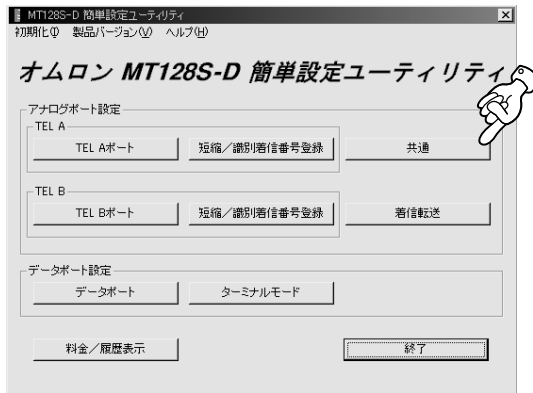 MT128S-D 簡単設定ユーティリティ
初期化(I) 製品バージョン(V) ヘルプ(H)
オムロン MT128S-D 簡単設定ユーティリティ
アナログポート設定
TEL A
TEL Aポート 短縮／識別着信番号登録 共通
TEL B
TEL Bポート 短縮／識別着信番号登録 着信転送
データポート設定
データポート ターミナルモード
料金／履歴表示 終了